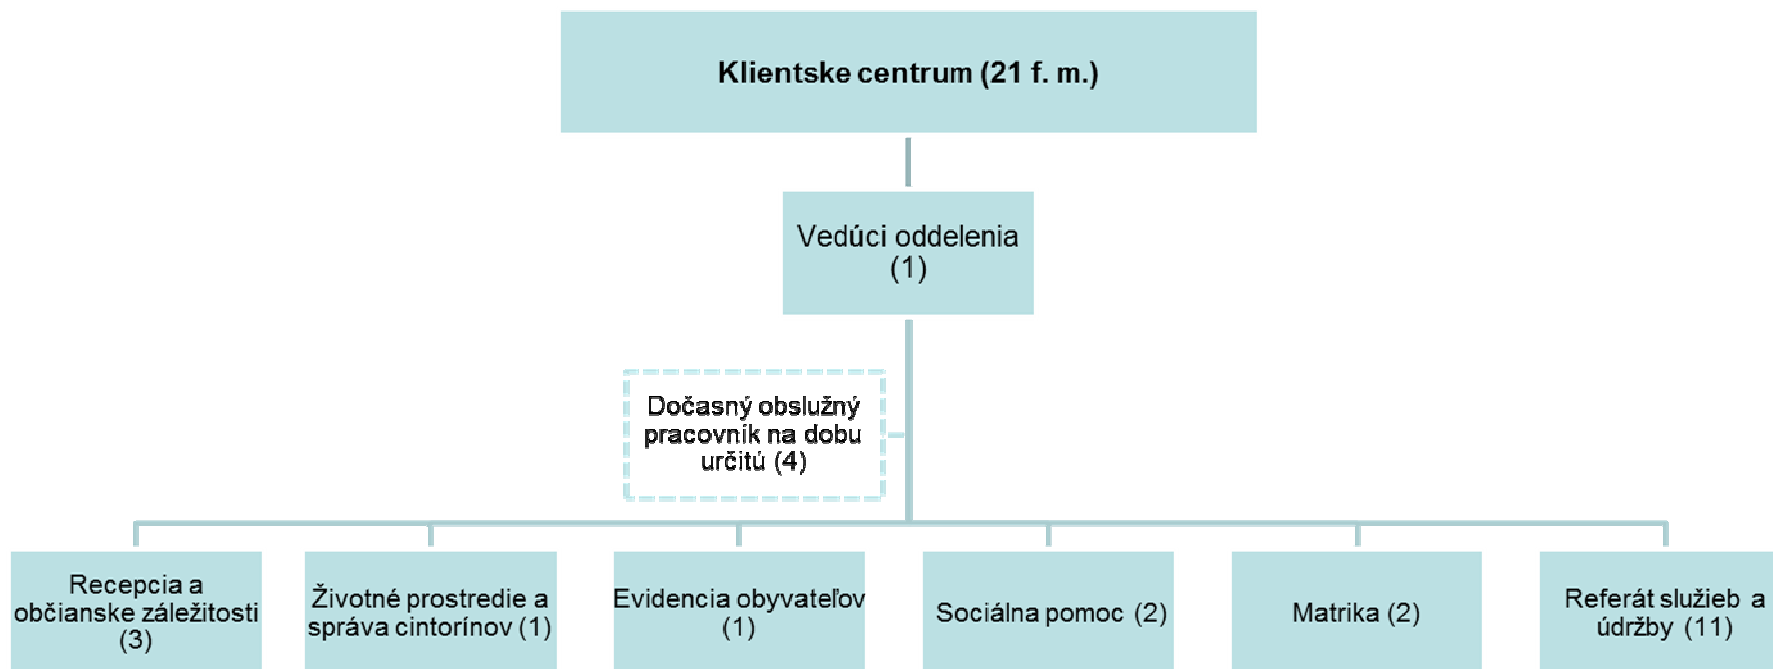 Klientske centrum (21 f. m.)
Vedúci oddelenia
(1)
Dočasný obslužný
pracovník na dobu
určitú (4)
Recepcia a
občianske záležitosti
(3)
Životné prostredie a
správa cintorínov (1)
Evidencia obyvateľov
(1)
Sociálna pomoc (2)
Matrika (2)
Referát služieb a
údržby (11)